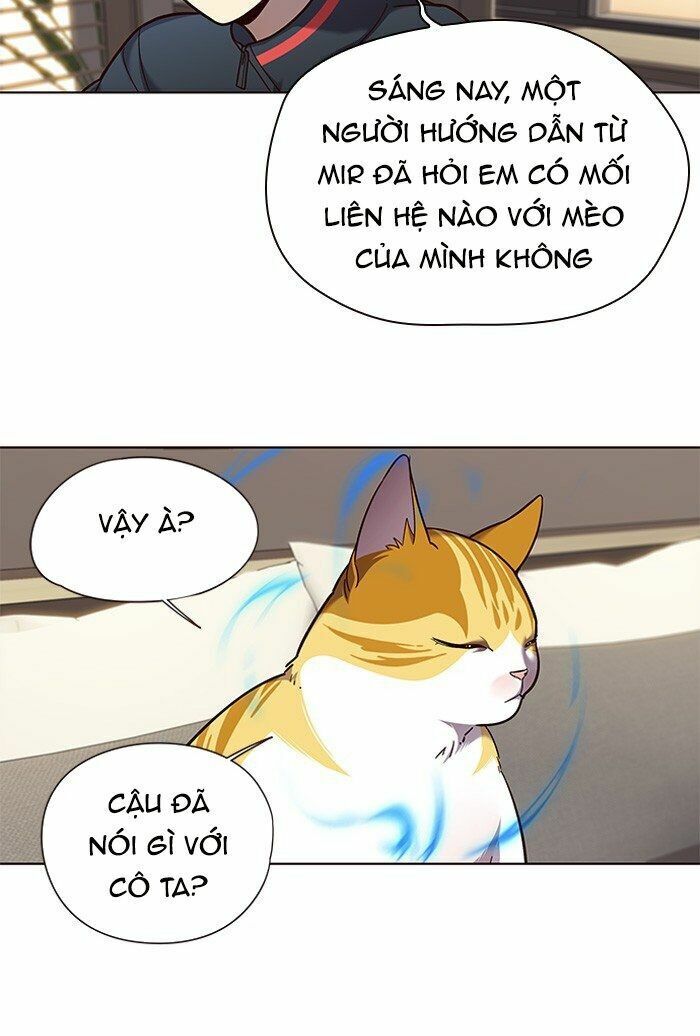 SÁNG NAY, MỘT
NGƯỜI HƯỚNG DẪN TỪ
MIR ĐÃ HỎI EM CÓ MỐI
LIÊN HỆ NÀO VỚI MÈO
CỦA MÌNH KHÔNG
VẬY À?
CẬU ĐÃ
NÓI GÌ VỚI
CÔ TA?